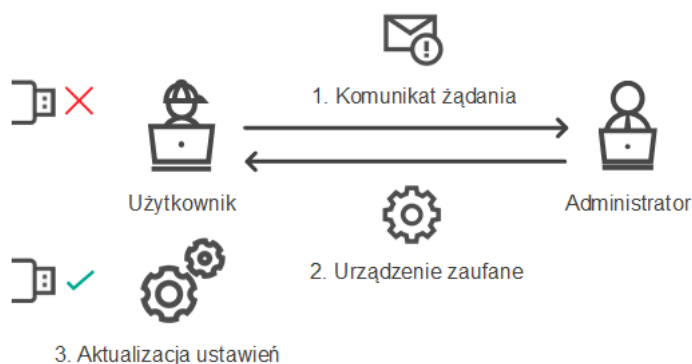 1. Komunikat żądania
Użytkownik
Administrator
2. Urządzenie zaufane
3. Aktualizacja ustawień